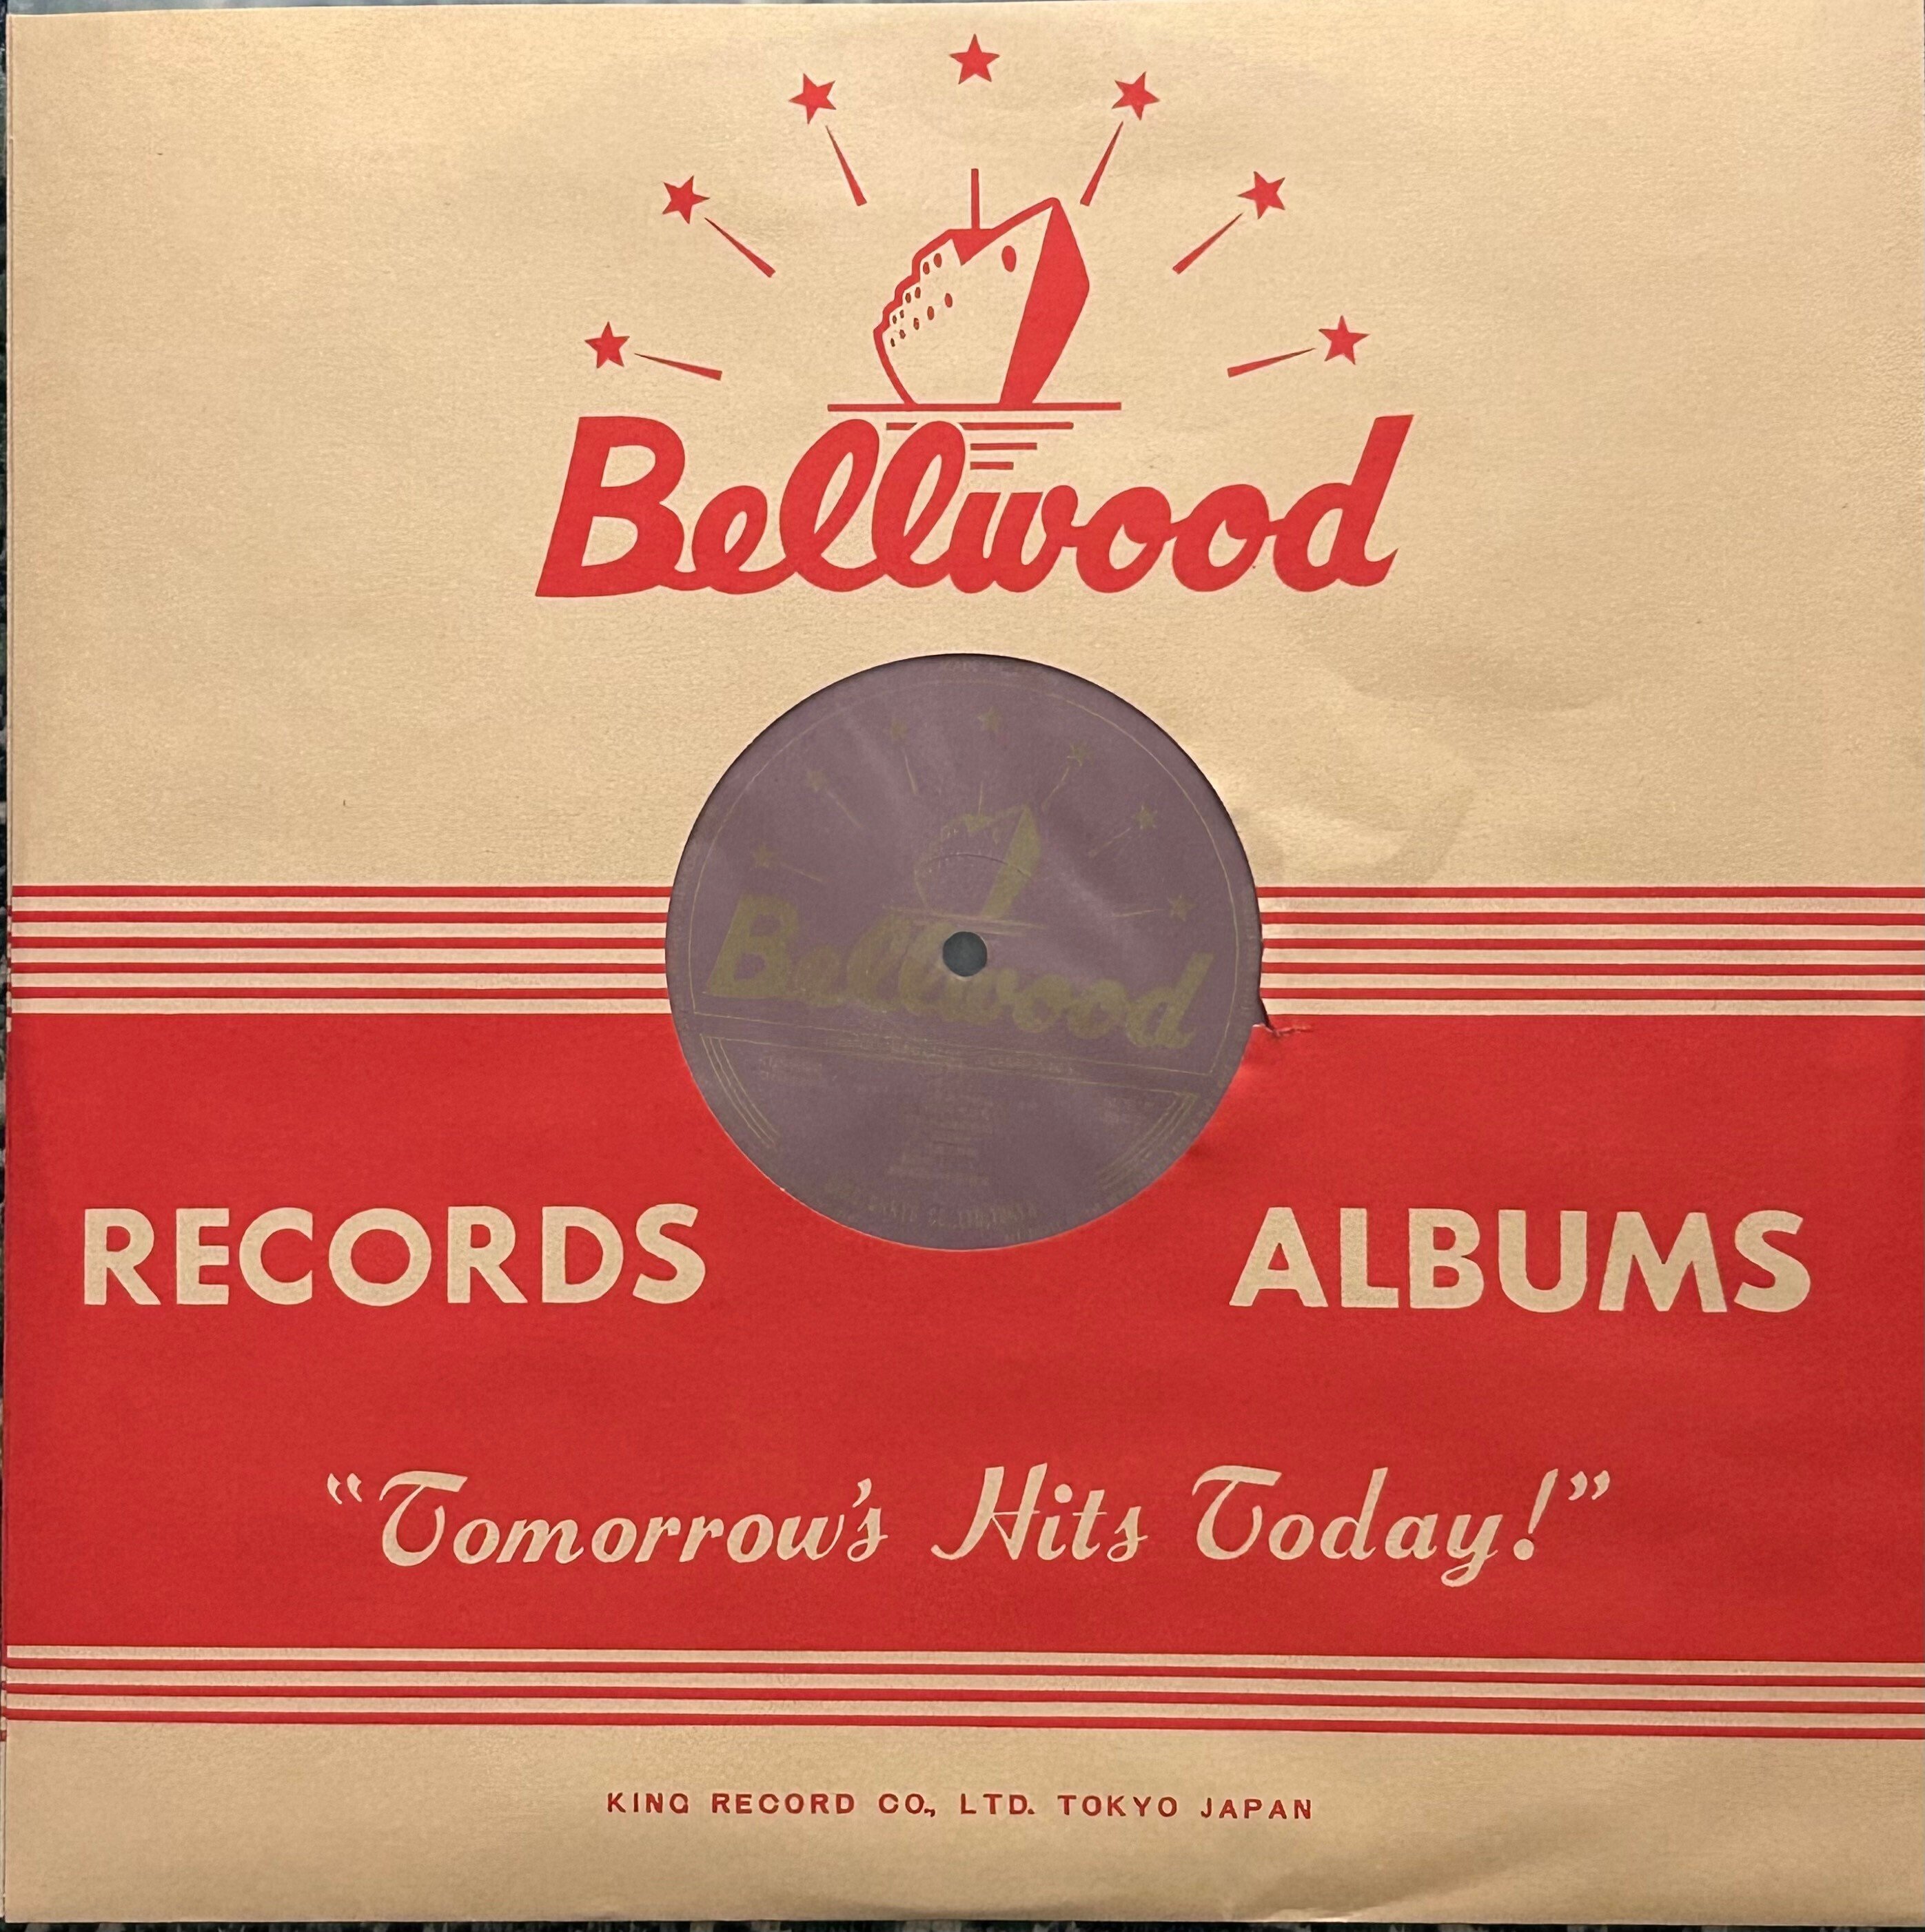 Bellwood
Bellwood
RECORDS ALBUMS
“Tomorrow's Hits Today!”
KING RECORD CO., LTD. TOKYO JAPAN